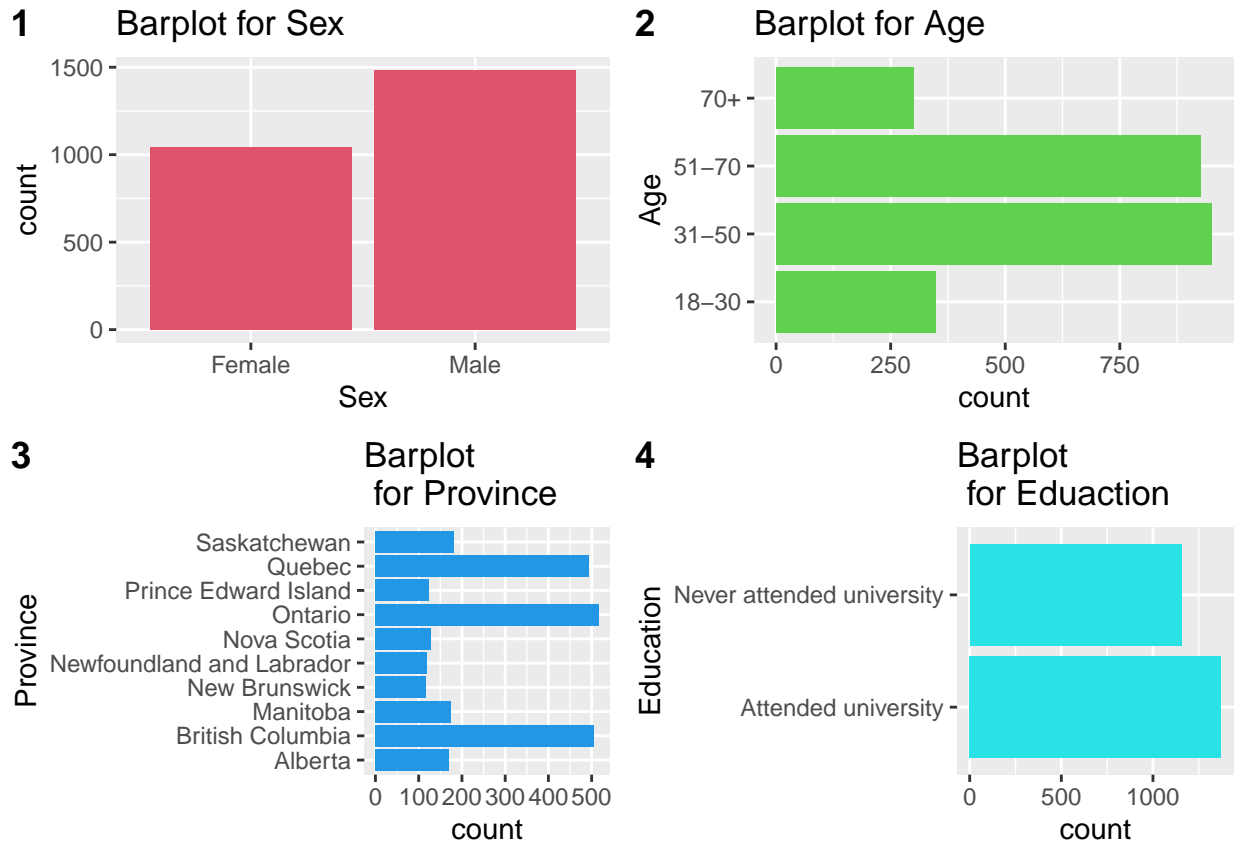 1
Barplot for Sex
count
1500
1000
500
0
Female Male
Sex
2
Barplot for Age
Age
70+
51−70
31−50
18−30
0 250 500 750
count
3
Barplot
for Province
Province
Saskatchewan
Quebec
Prince Edward Island
Ontario
Nova Scotia
Newfoundland and Labrador
New Brunswick
Manitoba
British Columbia
Alberta
0 100 200 300 400 500
count
4
Barplot
for Eduaction
Education
Never attended university
Attended university
0 500 1000
count